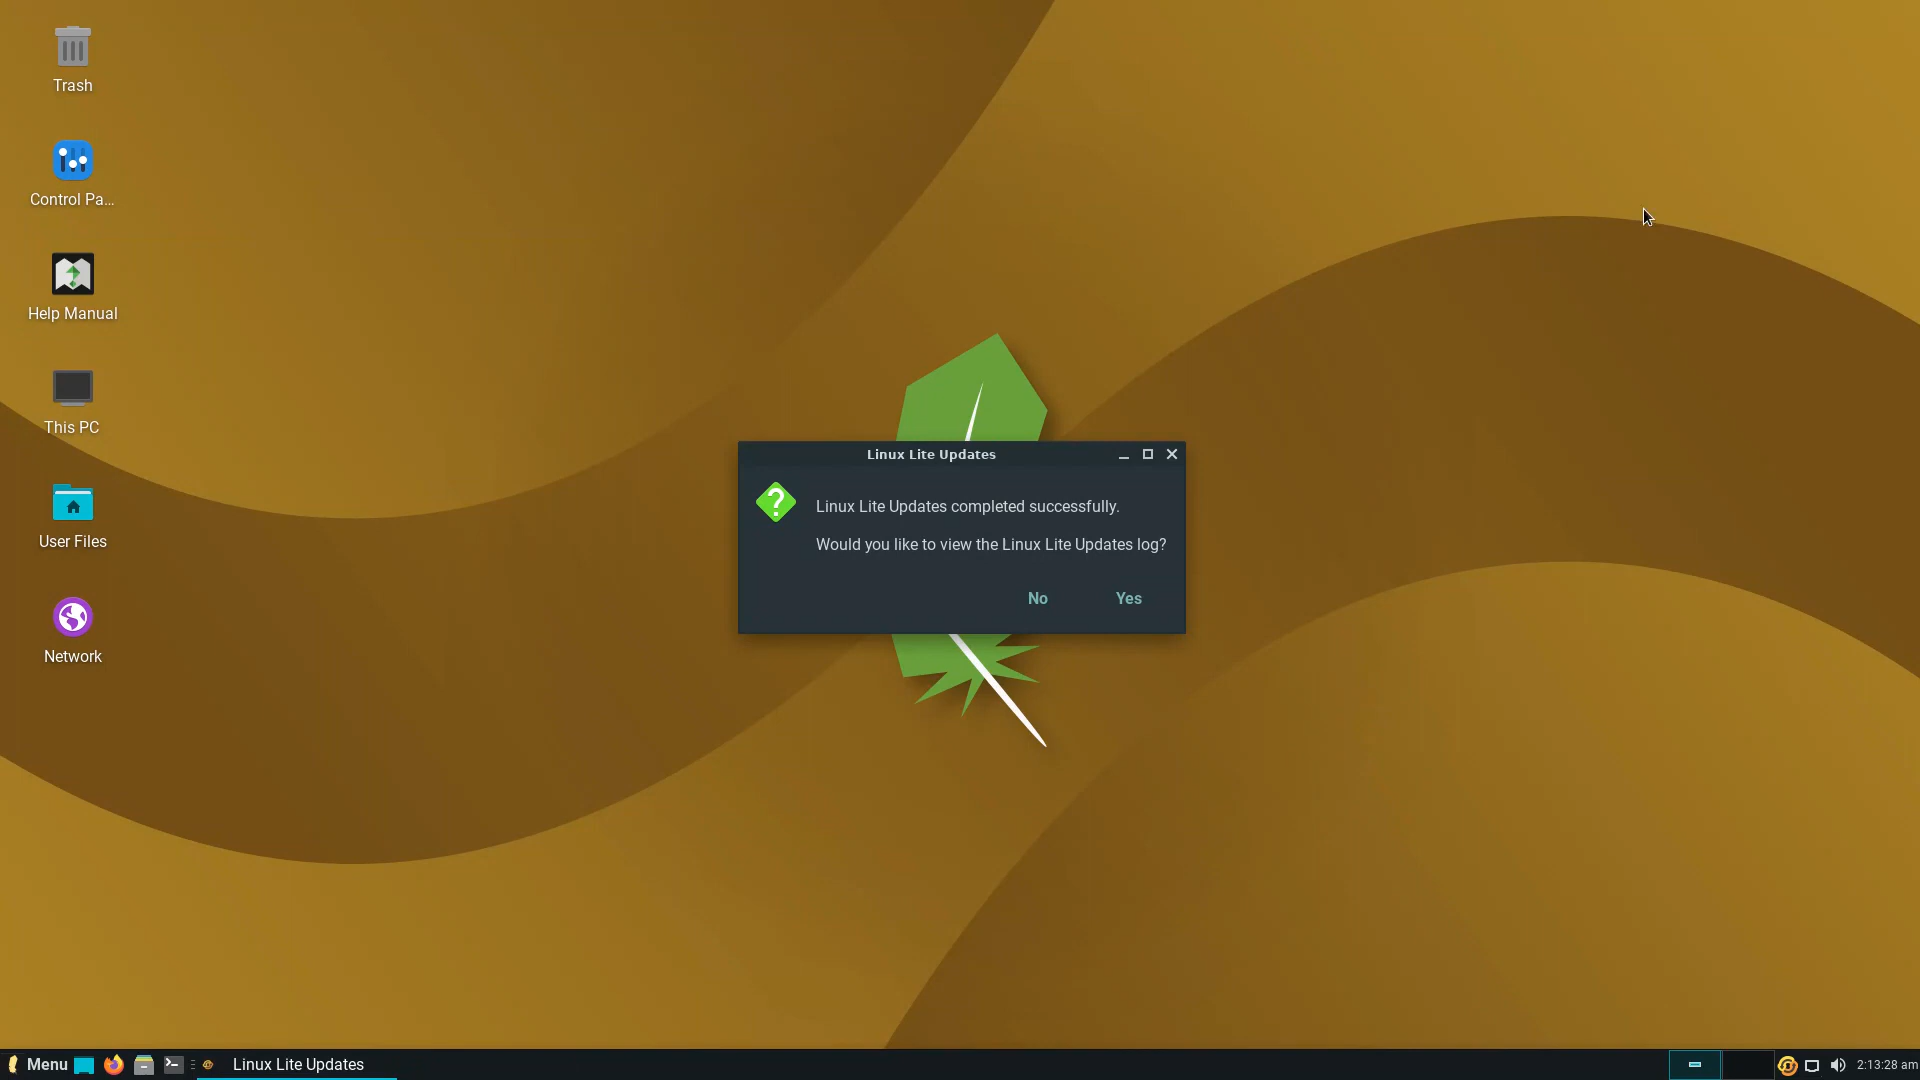 Trash
Control Pa...
Help Manual
This PC
User Files
Network
Linux Lite Updates
Linux Lite Updates completed successfully.
Would you like to view the Linux Lite Updates log?
No Yes
Menu Linux Lite Updates 2:13:28 am